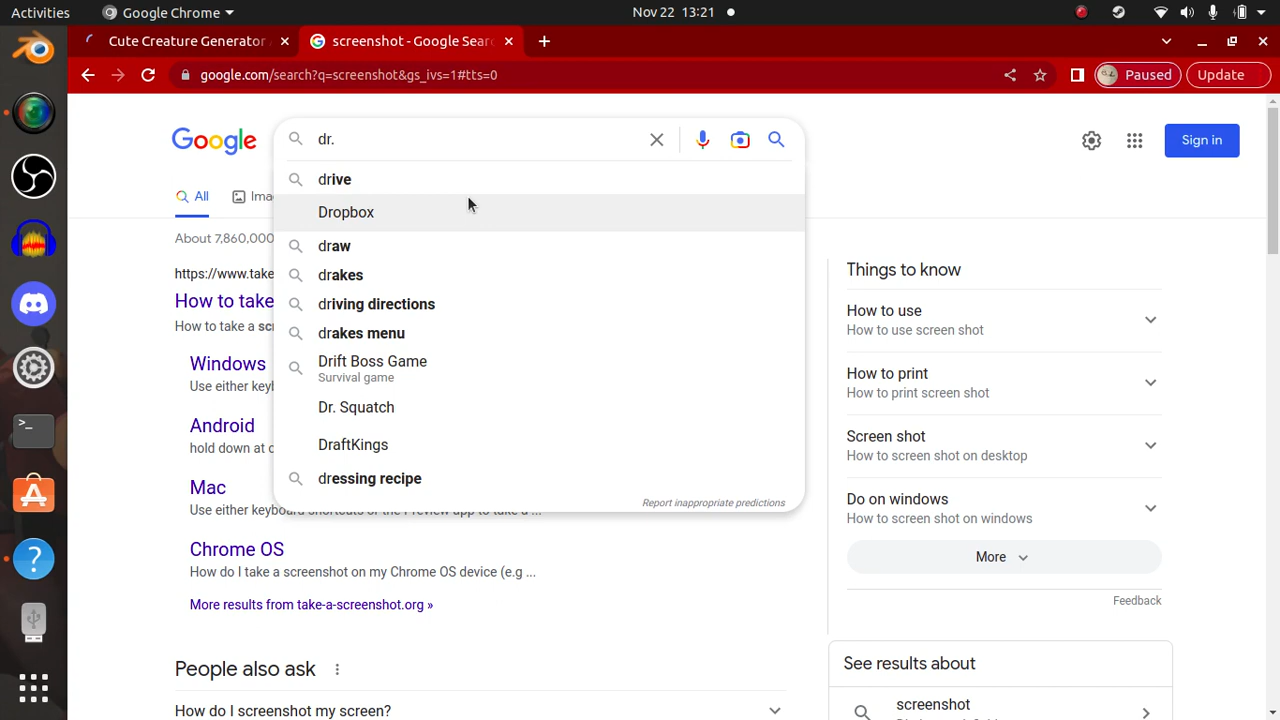 Activities Google Chrome Nov 22 13:21
Cute Creature Generator screenshot - Google Sear
google.com/search?q=screenshot&gs_ivs=1#tts=0 Paused Update
Google dr. Sign in
All Ima
drive
Dropbox
draw
drakes
driving directions
drakes menu
Drift Boss Game
Survival game
Dr. Squatch
DraftKings
dressing recipe
Report inappropriate predictions
About 7,860,000
https://www.take
How to take
How to take a scr
Windows
Use either keyb
Android
hold down at
Mac
Use either keyboard shortcuts or the Preview app to take a ...
Chrome OS
How do I take a screenshot on my Chrome OS device (e.g ...
More results from take-a-screenshot.org »
People also ask
How do I screenshot my screen?
Things to know
How to use
How to use screen shot
How to print
How to print screen shot
Screen shot
How to screen shot on desktop
Do on windows
How to screen shot on windows
More
Feedback
See results about
screenshot